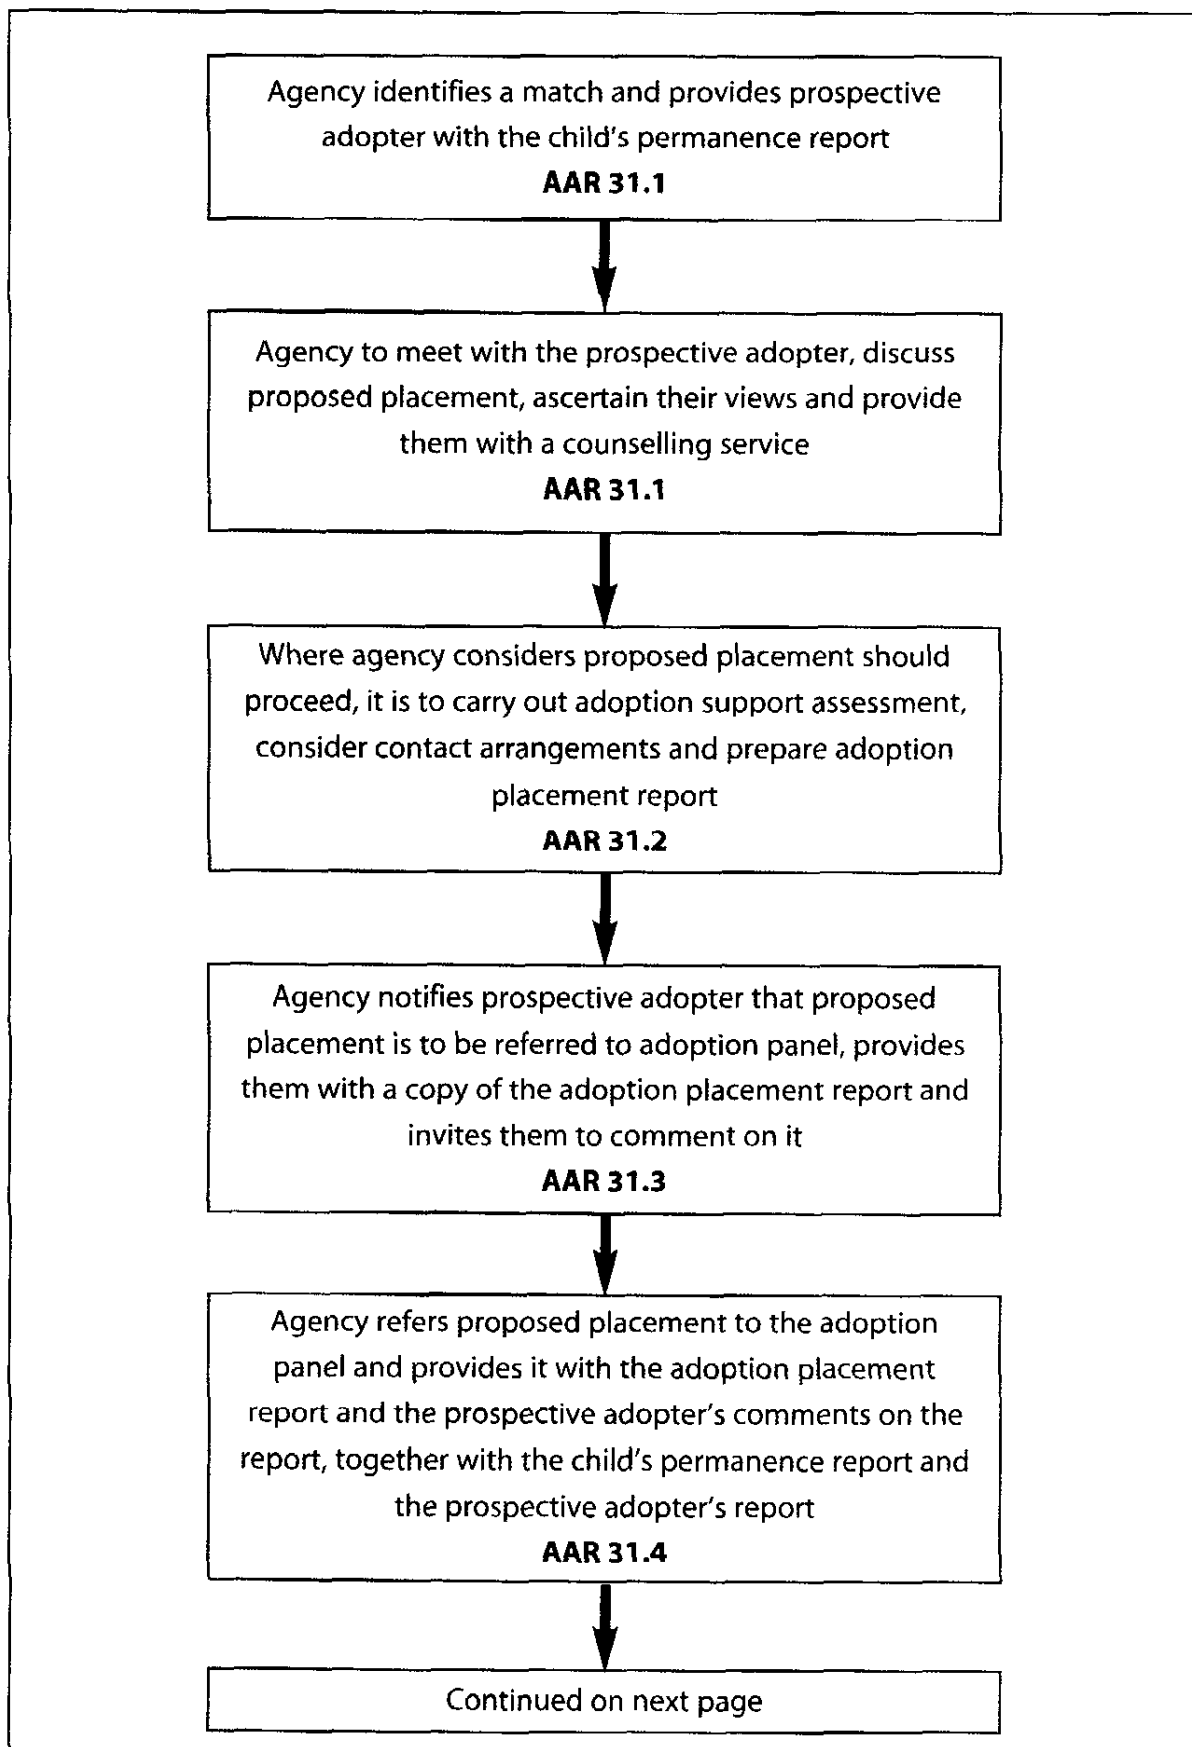 Agency identifies a match and provides prospective
adopter with the child's permanence report
AAR 31.1
Agency to meet with the prospective adopter, discuss
proposed placement, ascertain their views and provide
them with a counselling service
AAR 31.1
Where agency considers proposed placement should
proceed, it is to carry out adoption support assessment,
consider contact arrangements and prepare adoption
placement report
AAR 31.2
Agency notifies prospective adopter that proposed
placement is to be referred to adoption panel, provides
them with a copy of the adoption placement report and
invites them to comment on it
AAR 31.3
Agency refers proposed placement to the adoption
panel and provides it with the adoption placement
report and the prospective adopter's comments on the
report, together with the child's permanence report and
the prospective adopter's report
AAR 31.4
Continued on next page